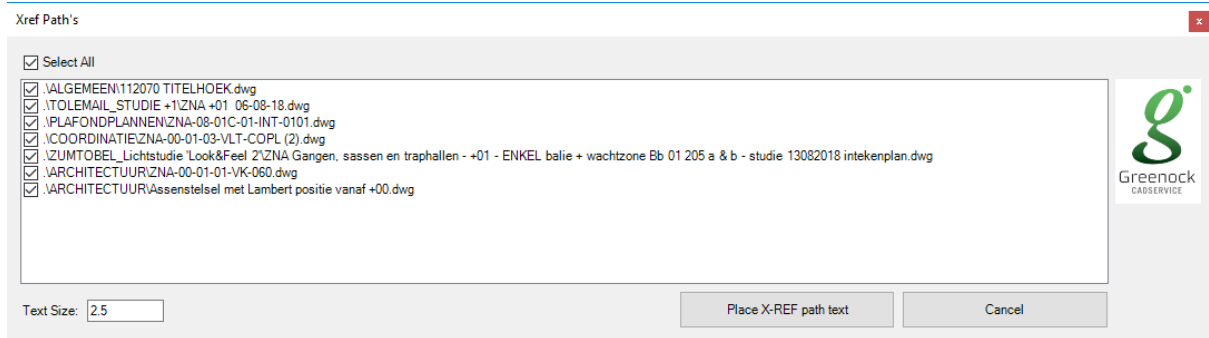 Xref Path's
x
Select All
.\ALGEMEEN\112070 TITELHOEK.dwg
.\TOLEMAIL_STUDIE +1\ZNA +01  06-08-18.dwg
.\PLAFONDPLANNEN\ZNA-08-01C-01-INT-0101.dwg
.\COORDINATIE\ZNA-00-01-03-VLT-COPL (2).dwg
.\ZUMTOBEL_Lichtstudie 'Look&Feel 2'\ZNA Gangen, sassen en traphallen - +01 - ENKEL balie + wachtzone Bb 01 205 a & b - studie 13082018 intekenplan.dwg
.\ARCHITECTUUR\ZNA-00-01-01-VK-060.dwg
.\ARCHITECTUUR\Assenstelsel met Lambert positie vanaf +00.dwg
g
Greenock
CADSERVICE
Text Size: 2.5
Place X-REF path text
Cancel